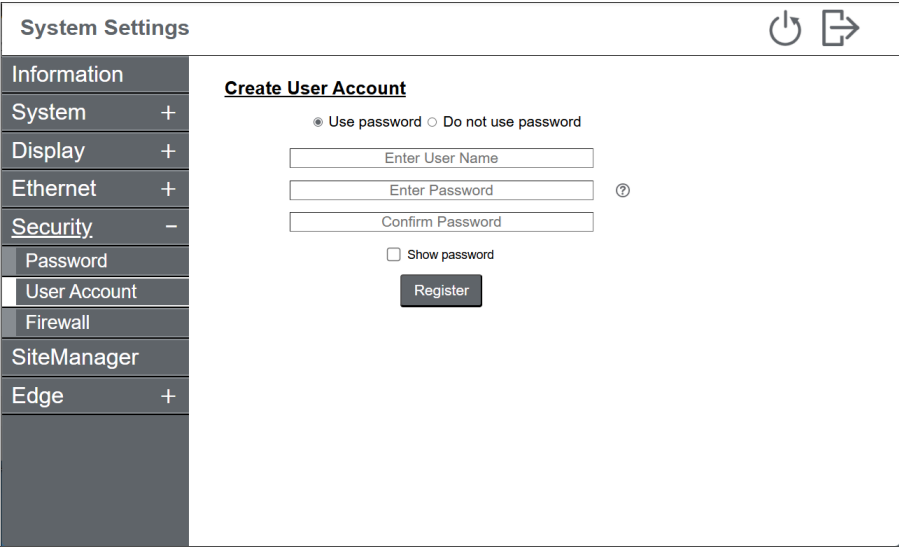 System Settings
Information
System +
Display +
Ethernet +
Security −
Password
User Account
Firewall
SiteManager
Edge +
Create User Account
Use password Do not use password
Enter User Name
Enter Password ?
Confirm Password
Show password
Register